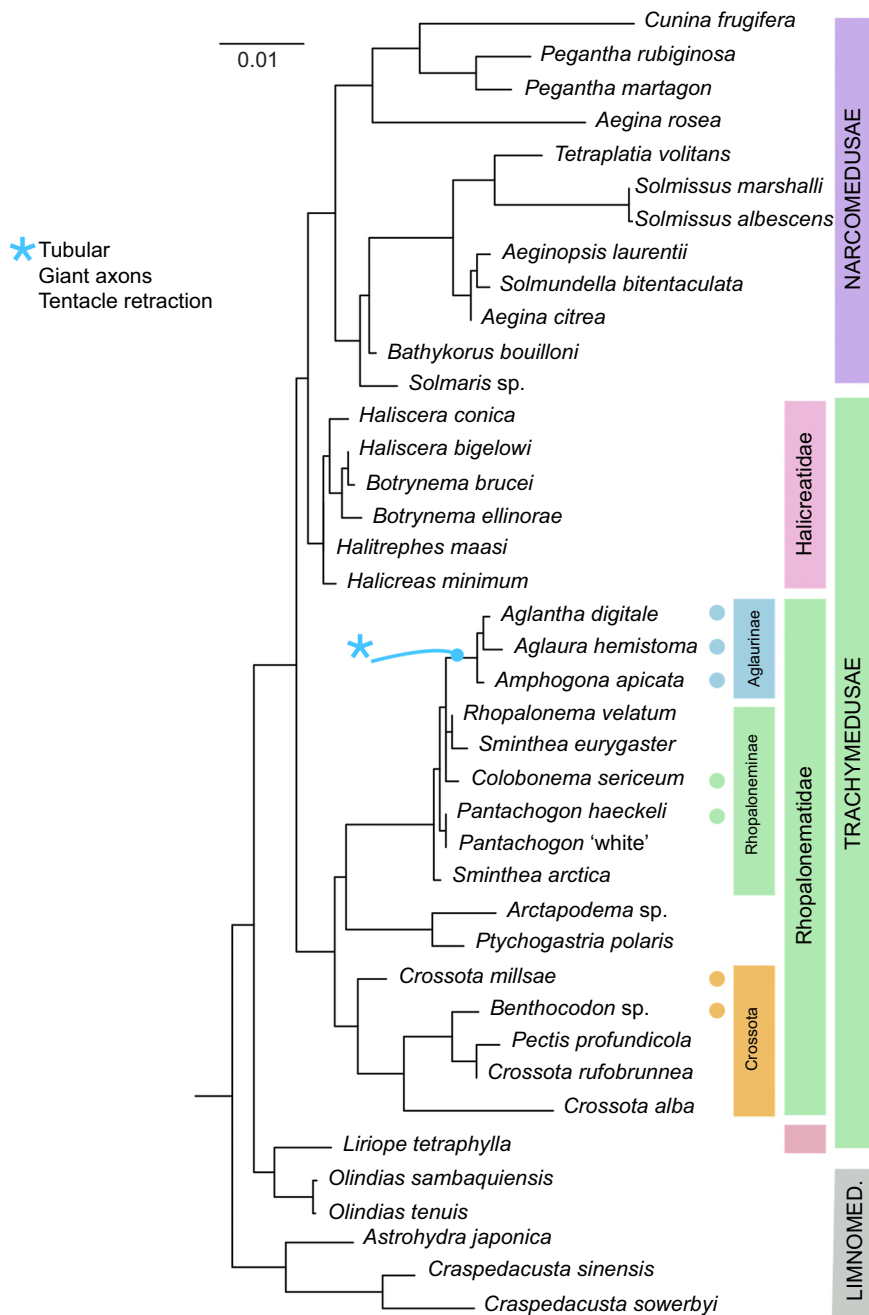 0.01
Tubular
Giant axons
Tentacle retraction
Cunina frugifera
Pegantha rubiginosa
Pegantha martagon
Aegina rosea
Tetraplatia volitans
Solmissus marshalli
Solmissus albescens
Aeginopsis laurentii
Solmundella bitentaculata
Aegina citrea
Bathykorus bouilloni
Solmaris sp.
Haliscera conica
Haliscera bigelowi
Botrynema brucei
Botrynema ellinorae
Halitrephes maasi
Halicreas minimum
Aglantha digitale
Aglaura hemistoma
Amphogona apicata
Rhopalonema velatum
Sminthea eurygaster
Colobonema sericeum
Pantachogon haeckeli
Pantachogon ‘white’
Sminthea arctica
Arctapodema sp.
Ptychogastria polaris
Crossota millsae
Benthocodon sp.
Pectis profundicola
Crossota rufobrunnea
Crossota alba
Liriope tetraphylla
Olindias sambaquiensis
Olindias tenuis
Astrohydra japonica
Craspedacusta sinensis
Craspedacusta sowerbyi
Aglaurinae
Rhopaloneminae
Crossota
Halicreatidae
Rhopalonematidae
NARCOMEDUSAE
TRACHYMEDUSAE
LIMNOMED.